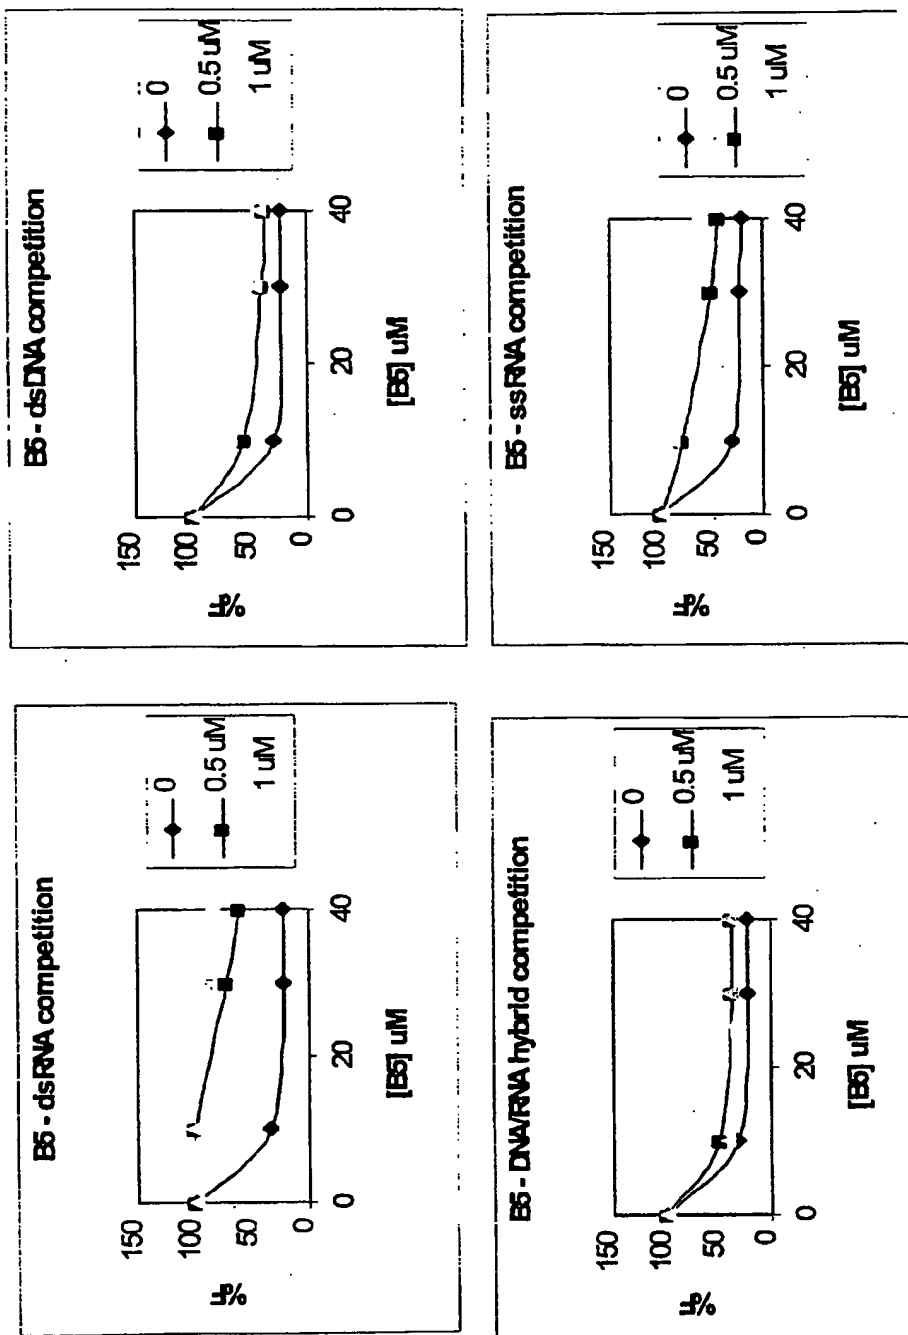 B5 - dsRNA competition
150
100
50
0
0
20
40
[B5] uM
0
0.5 uM
1 uM
B5 - dsDNA competition
150
100
50
0
0
20
40
[B5] uM
0
0.5 uM
1 uM
B5 - DNA/RNA hybrid competition
150
100
50
0
0
20
40
[B5] uM
0
0.5 uM
1 uM
B5 - ssRNA competition
150
100
50
0
0
20
40
[B5] uM
0
0.5 uM
1 uM